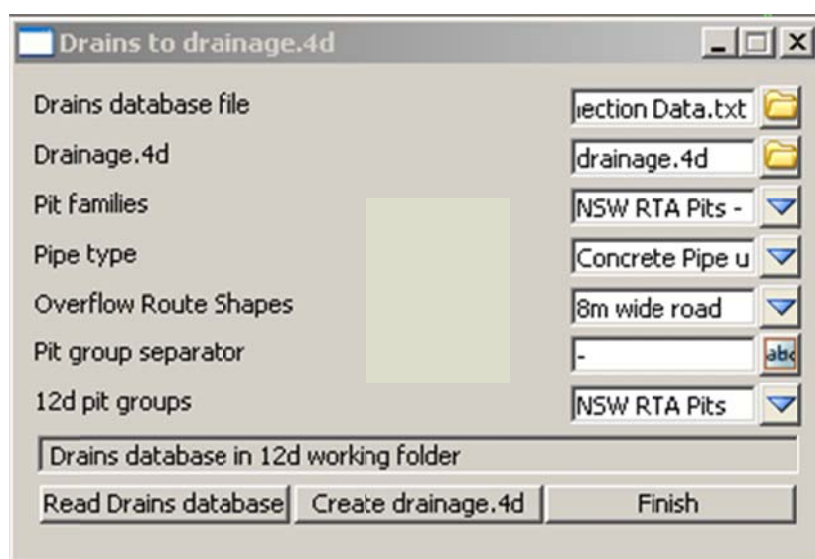 Drains to drainage.4d
Drains database file
ection Data.txt
Drainage.4d
drainage.4d
Pit families
NSW RTA Pits -
Pipe type
Concrete Pipe u
Overflow Route Shapes
8m wide road
Pit group separator
-
abc
12d pit groups
NSW RTA Pits
Drains database in 12d working folder
Read Drains database Create drainage.4d Finish